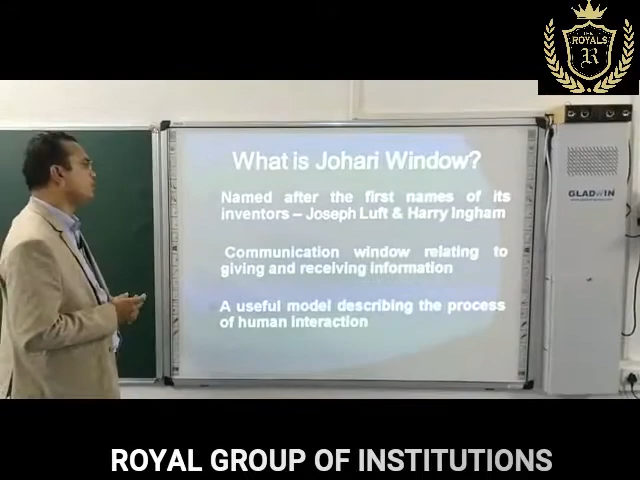 THE
ROYALS
R
What is Johari Window?
Named after the first names of its
inventors – Joseph Luft & Harry Ingham
Communication window relating to
giving and receiving information
A useful model describing the process
of human interaction
GLADWIN
ROYAL GROUP OF INSTITUTIONS